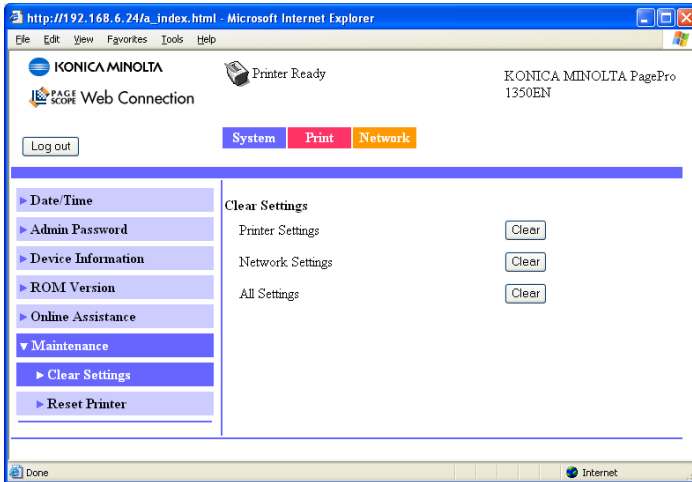 http://192.168.6.24/a_index.html - Microsoft Internet Explorer
File Edit View Favorites Tools Help
KONICA MINOLTA
Printer Ready
KONICA MINOLTA PagePro
1350EN
PAGE SCOPE Web Connection
Log out
System Print Network
Date/Time
Admin Password
Device Information
ROM Version
Online Assistance
Maintenance
Clear Settings
Reset Printer
Clear Settings
Printer Settings Clear
Network Settings Clear
All Settings Clear
Done
Internet